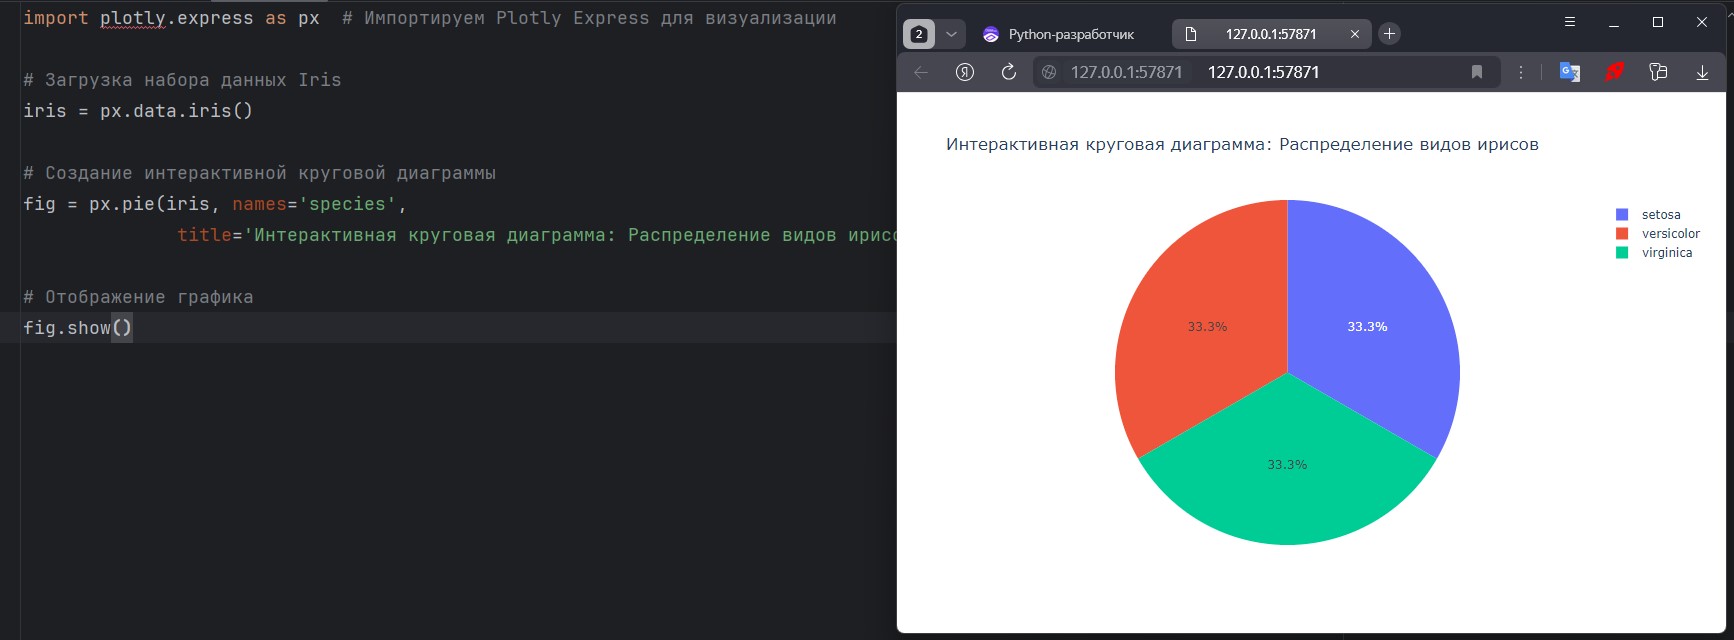 import plotly.express as px  # Импортируем Plotly Express для визуализации
# Загрузка набора данных Iris
iris = px.data.iris()
# Создание интерактивной круговой диаграммы
fig = px.pie(iris, names='species',
title='Интерактивная круговая диаграмма: Распределение видов ирисо
# Отображение графика
fig.show()
2 Python-разработчик 127.0.0.1:57871
Я 127.0.0.1:57871 127.0.0.1:57871
Интерактивная круговая диаграмма: Распределение видов ирисов
setosa
versicolor
virginica
33.3%
33.3%
33.3%